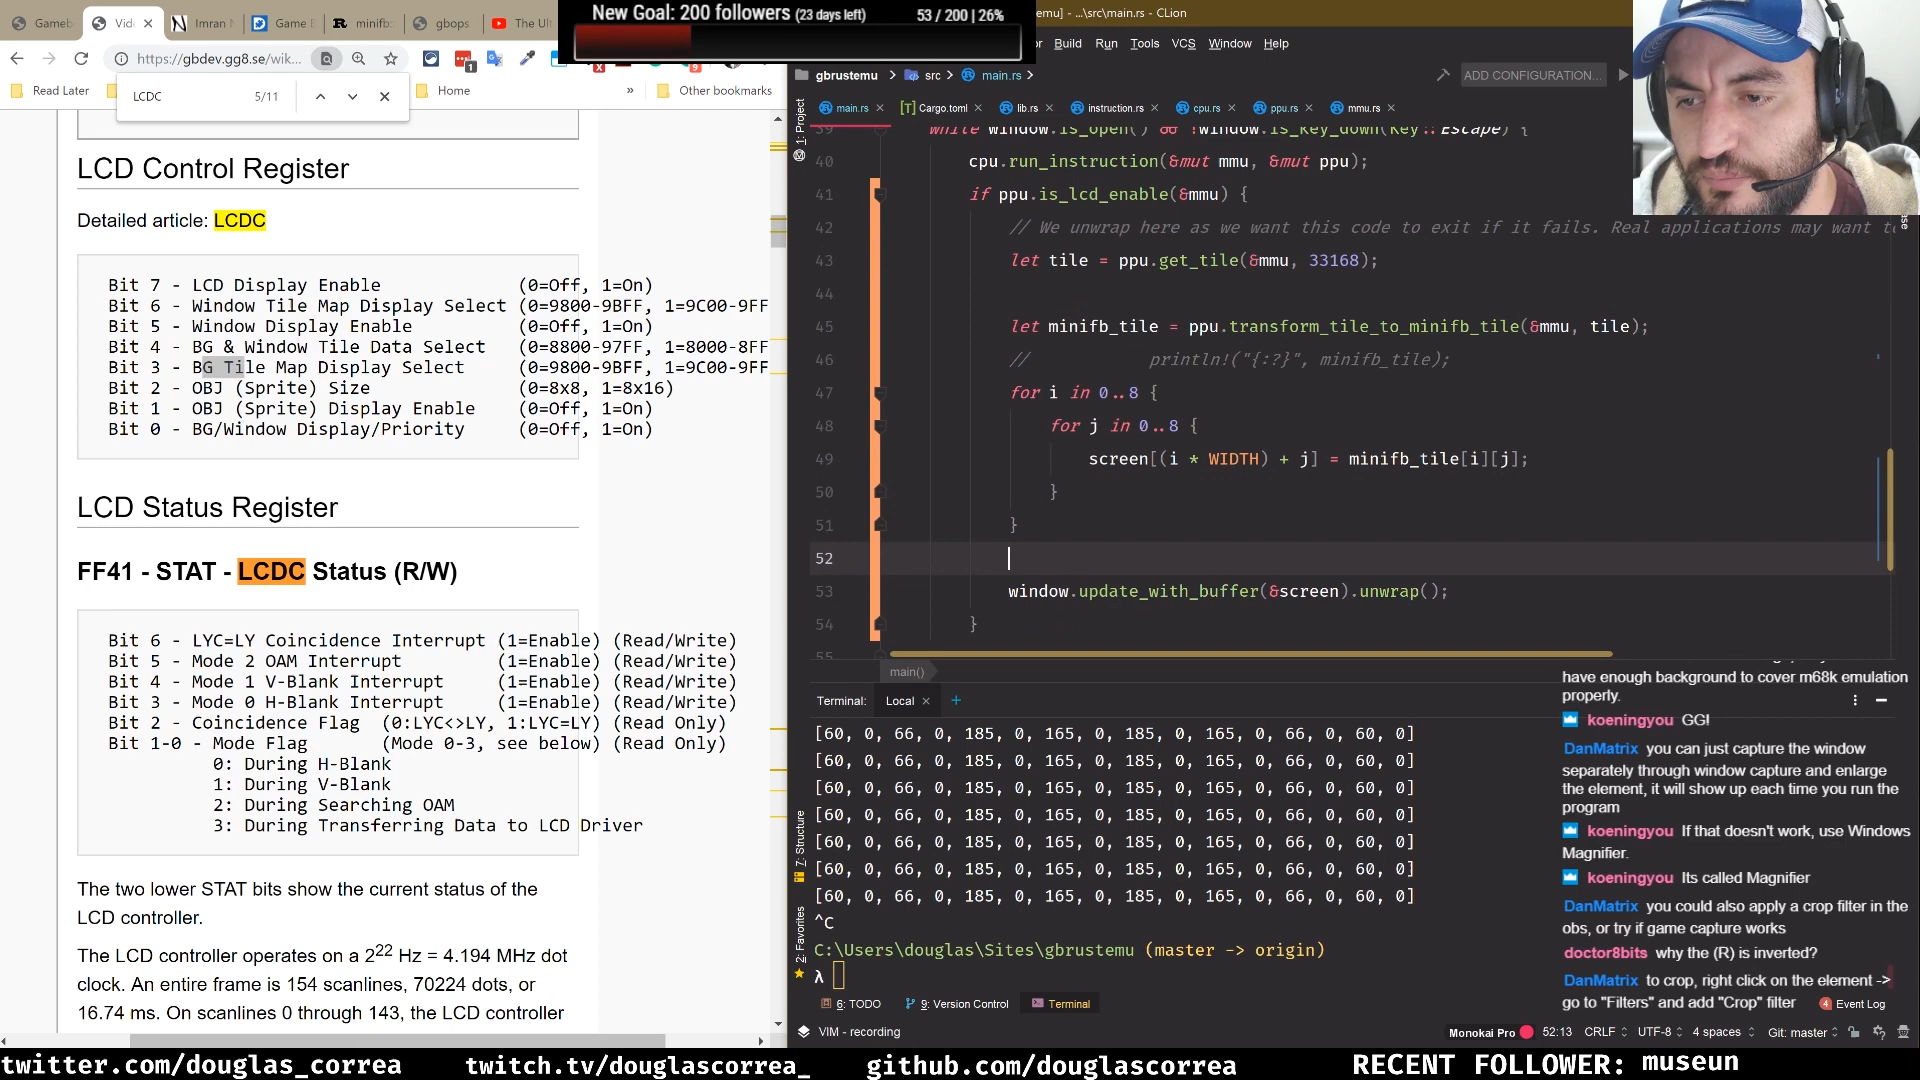 Gameb
Vid
Imran
Game B
minifb
gbops
The Ult
New Goal: 200 followers (23 days left) 53 / 200 | 26%
emu] - ...\src\main.rs - CLion
https://gbdev.gg8.se/wik...
Build Run Tools VCS Window Help
Read Later
Home
»
Other bookmarks
LCDC 5/11
gbrustemu > src > main.rs >
ADD CONFIGURATION...
main.rs × Cargo.toml × lib.rs × instruction.rs × cpu.rs × ppu.rs × mmu.rs ×
1: Project
LCD Control Register
Detailed article: LCDC
Bit 7 - LCD Display Enable (0=Off, 1=On)
Bit 6 - Window Tile Map Display Select (0=9800-9BFF, 1=9C00-9FF
Bit 5 - Window Display Enable (0=Off, 1=On)
Bit 4 - BG & Window Tile Data Select (0=8800-97FF, 1=8000-8FF
Bit 3 - BG Tile Map Display Select (0=9800-9BFF, 1=9C00-9FF
Bit 2 - OBJ (Sprite) Size (0=8x8, 1=8x16)
Bit 1 - OBJ (Sprite) Display Enable (0=Off, 1=On)
Bit 0 - BG/Window Display/Priority (0=Off, 1=On)
LCD Status Register
FF41 - STAT - LCDC Status (R/W)
Bit 6 - LYC=LY Coincidence Interrupt (1=Enable) (Read/Write)
Bit 5 - Mode 2 OAM Interrupt (1=Enable) (Read/Write)
Bit 4 - Mode 1 V-Blank Interrupt (1=Enable) (Read/Write)
Bit 3 - Mode 0 H-Blank Interrupt (1=Enable) (Read/Write)
Bit 2 - Coincidence Flag (0:LYC<>LY, 1:LYC=LY) (Read Only)
Bit 1-0 - Mode Flag (Mode 0-3, see below) (Read Only)
0: During H-Blank
1: During V-Blank
2: During Searching OAM
3: During Transferring Data to LCD Driver
The two lower STAT bits show the current status of the
LCD controller.
The LCD controller operates on a 2^22 Hz = 4.194 MHz dot
clock. An entire frame is 154 scanlines, 70224 dots, or
16.74 ms. On scanlines 0 through 143, the LCD controller
39 while window.is_open() && !window.is_key_down(Key::Escape) {
40 cpu.run_instruction(&mut mmu, &mut ppu);
41 if ppu.is_lcd_enable(&mmu) {
42 // We unwrap here as we want this code to exit if it fails. Real applications may want t
43 let tile = ppu.get_tile(&mmu, 33168);
44
45 let minifb_tile = ppu.transform_tile_to_minifb_tile(&mmu, tile);
46 // println!("{:?}", minifb_tile);
47 for i in 0..8 {
48 for j in 0..8 {
49 screen[(i * WIDTH) + j] = minifb_tile[i][j];
50 }
51 }
52
53 window.update_with_buffer(&screen).unwrap();
54 }
55
main()
Terminal: Local × +
[60, 0, 66, 0, 185, 0, 165, 0, 185, 0, 165, 0, 66, 0, 60, 0]
[60, 0, 66, 0, 185, 0, 165, 0, 185, 0, 165, 0, 66, 0, 60, 0]
[60, 0, 66, 0, 185, 0, 165, 0, 185, 0, 165, 0, 66, 0, 60, 0]
[60, 0, 66, 0, 185, 0, 165, 0, 185, 0, 165, 0, 66, 0, 60, 0]
[60, 0, 66, 0, 185, 0, 165, 0, 185, 0, 165, 0, 66, 0, 60, 0]
[60, 0, 66, 0, 185, 0, 165, 0, 185, 0, 165, 0, 66, 0, 60, 0]
[60, 0, 66, 0, 185, 0, 165, 0, 185, 0, 165, 0, 66, 0, 60, 0]
^C
C:\Users\douglas\Sites\gbrustemu (master -> origin)
λ
7: Structure
2: Favorites
have enough background to cover m68k emulation
properly.
koeningyou GG!
DanMatrix you can just capture the window
separately through window capture and enlarge
the element, it will show up each time you run the
program
koeningyou If that doesn't work, use Windows
Magnifier.
koeningyou Its called Magnifier
DanMatrix you could also apply a crop filter in the
obs, or try if game capture works
doctor8bits why the (R) is inverted?
DanMatrix to crop, right click on the element ->
go to "Filters" and add "Crop" filter
6: TODO 9: Version Control Terminal
4 Event Log
VIM - recording
Monokai Pro 52:13 CRLF UTF-8 4 spaces Git: master
twitter.com/douglas_correa twitch.tv/douglascorrea_ github.com/douglascorrea RECENT FOLLOWER: museun